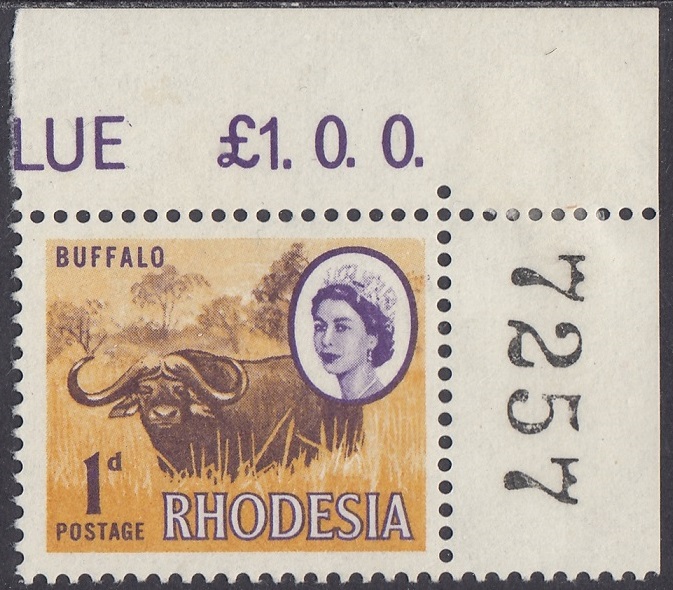 LUE £1. 0. 0.
BUFFALO
1d
POSTAGE RHODESIA
7257